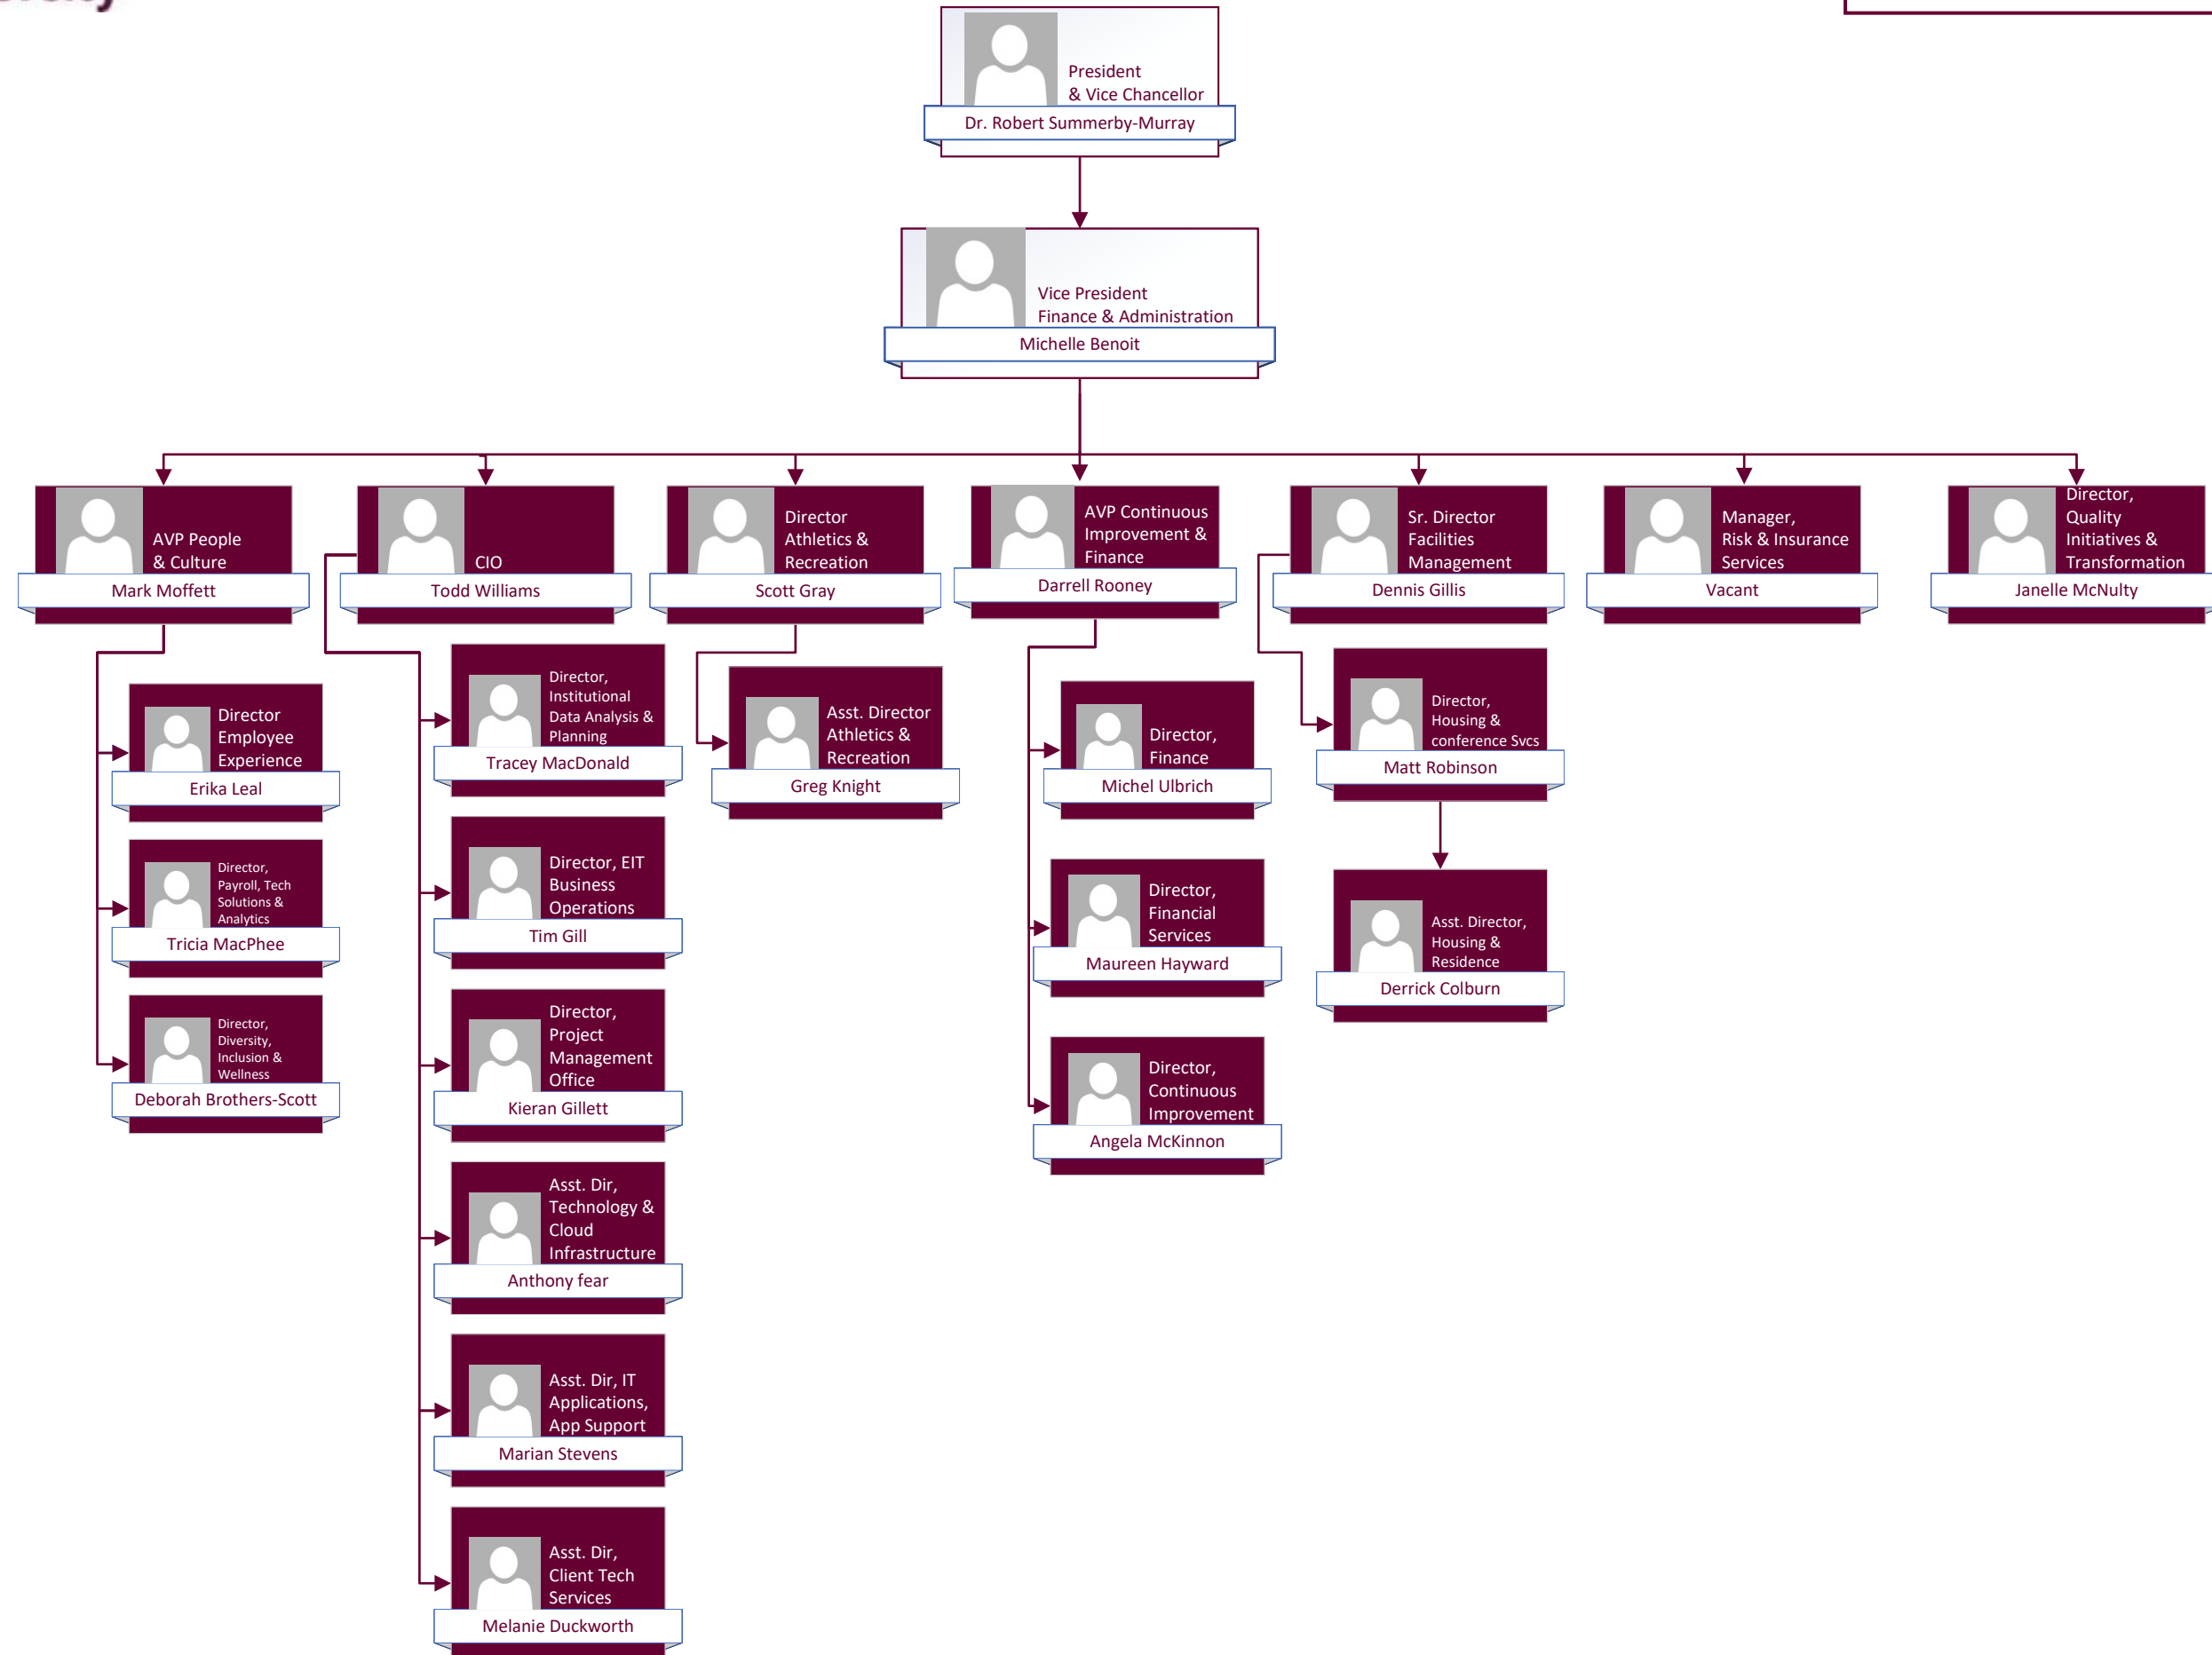 President
& Vice Chancellor
Dr. Robert Summerby-Murray
Vice President
Finance & Administration
Michelle Benoit
AVP People
& Culture
Mark Moffett
CIO
Todd Williams
Director
Athletics &
Recreation
Scott Gray
AVP Continuous
Improvement &
Finance
Darrell Rooney
Sr. Director
Facilities
Management
Dennis Gillis
Manager,
Risk & Insurance
Services
Vacant
Director,
Quality
Initiatives &
Transformation
Janelle McNulty
Director
Employee
Experience
Erika Leal
Director,
Payroll, Tech
Solutions &
Analytics
Tricia MacPhee
Director,
Diversity,
Inclusion &
Wellness
Deborah Brothers-Scott
Director,
Institutional
Data Analysis &
Planning
Tracey MacDonald
Director, EIT
Business
Operations
Tim Gill
Director,
Project
Management
Office
Kieran Gillett
Asst. Dir,
Technology &
Cloud
Infrastructure
Anthony fear
Asst. Dir, IT
Applications,
App Support
Marian Stevens
Asst. Dir,
Client Tech
Services
Melanie Duckworth
Asst. Director
Athletics &
Recreation
Greg Knight
Director,
Finance
Michel Ulbrich
Director,
Financial
Services
Maureen Hayward
Director,
Continuous
Improvement
Angela McKinnon
Director,
Housing &
conference Svcs
Matt Robinson
Asst. Director,
Housing &
Residence
Derrick Colburn